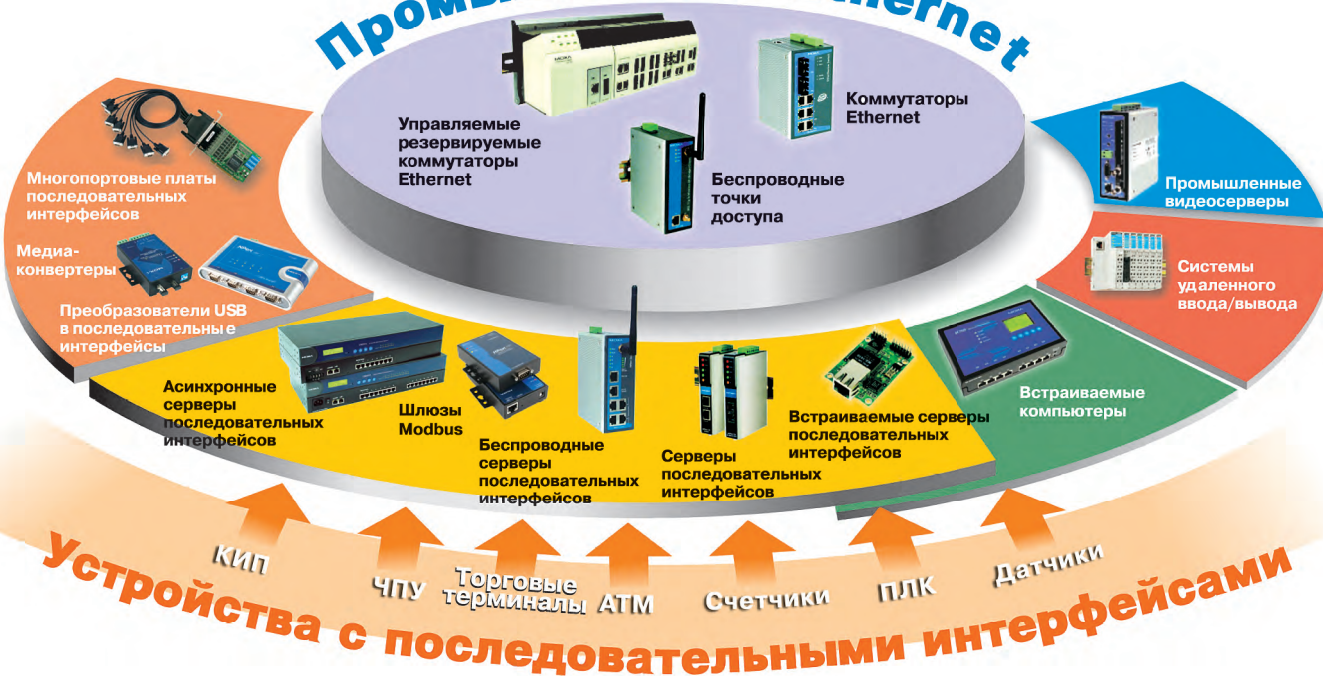 Управляемые
резервируемые
коммутаторы
Ethernet
Коммутаторы
Ethernet
Беспроводные
точки
доступа
Многопортовые платы
последовательных
интерфейсов
Медиа-
конвертеры
Преобразователи USB
в последовательные
интерфейсы
Промышленные
видеосерверы
Системы
удаленного
ввода/вывода
Асинхронные
серверы
последовательных
интерфейсов
Шлюзы
Modbus
Беспроводные
серверы
последовательных
интерфейсов
Серверы
последовательных
интерфейсов
Встраиваемые серверы
последовательных
интерфейсов
Встраиваемые
компьютеры
КИП
ЧПУ
Торговые
терминалы
АТМ
Счетчики
ПЛК
Датчики
Устройства с последовательными интерфейсами